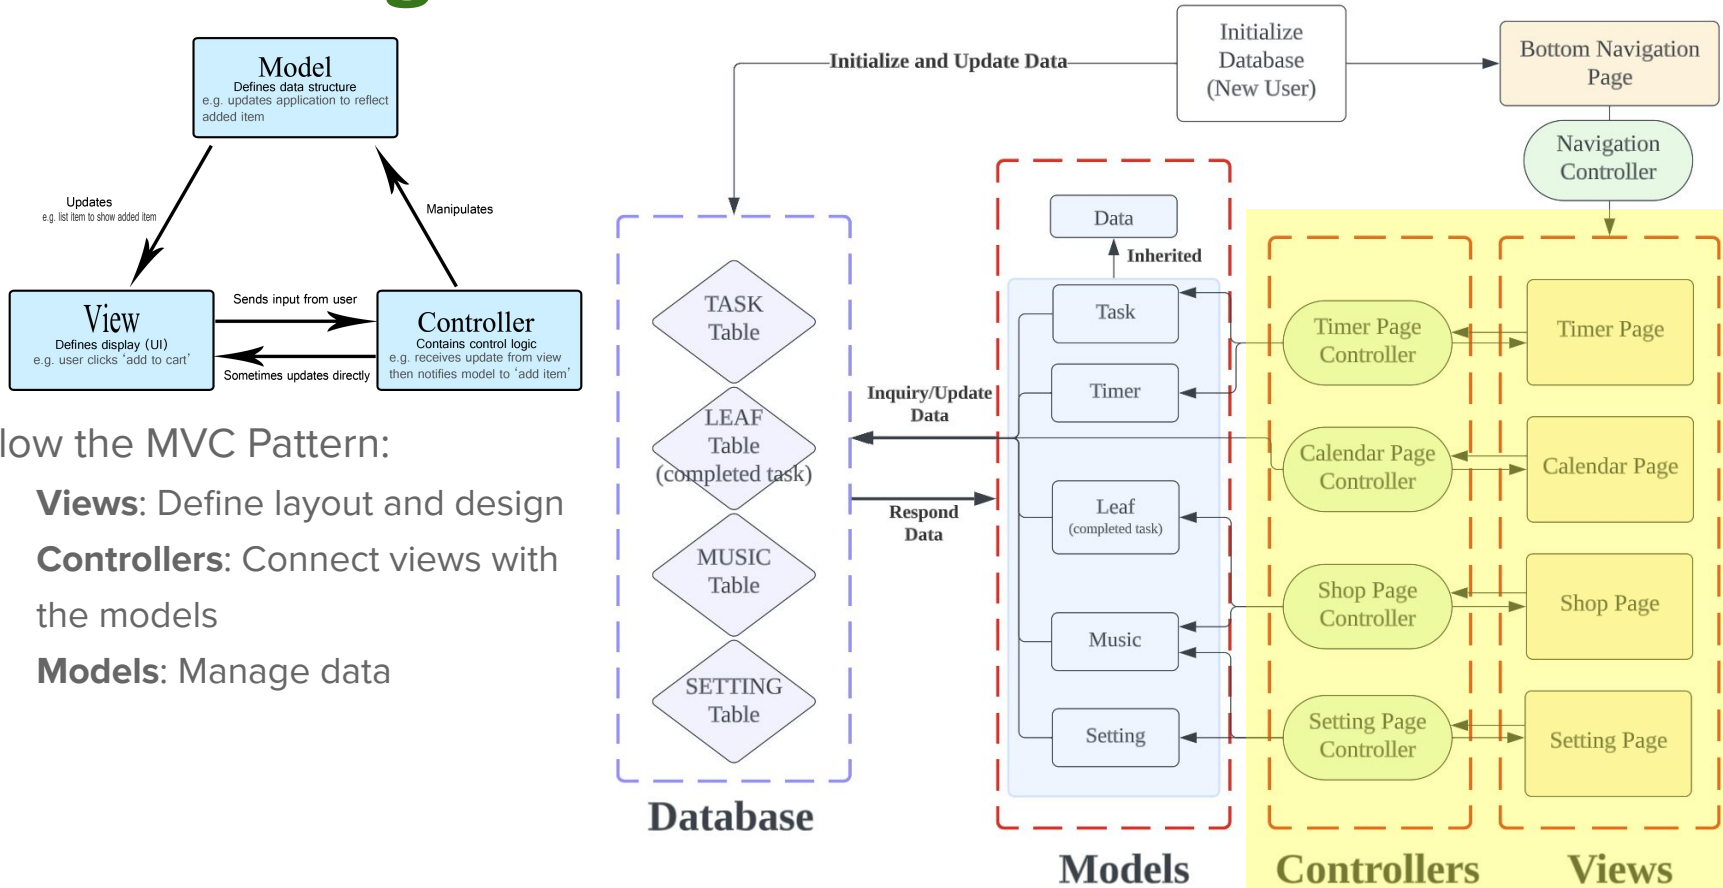 Model
Defines data structure
e.g. updates application to reflect
added item
Updates
e.g. list item to show added item
Manipulates
View
Defines display (UI)
e.g. user clicks ‘add to cart’
Sends input from user
Sometimes updates directly
Controller
Contains control logic
e.g. receives update from view
then notifies model to ‘add item’
low the MVC Pattern:
Views: Define layout and design
Controllers: Connect views with
the models
Models: Manage data
Initialize and Update Data
Initialize
Database
(New User)
Bottom Navigation
Page
Navigation
Controller
TASK
Table
LEAF
Table
(completed task)
MUSIC
Table
SETTING
Table
Database
Inquiry/Update
Data
Respond
Data
Data
Inherited
Task
Timer
Leaf
(completed task)
Music
Setting
Models
Timer Page
Controller
Calendar Page
Controller
Shop Page
Controller
Setting Page
Controller
Controllers
Timer Page
Calendar Page
Shop Page
Setting Page
Views